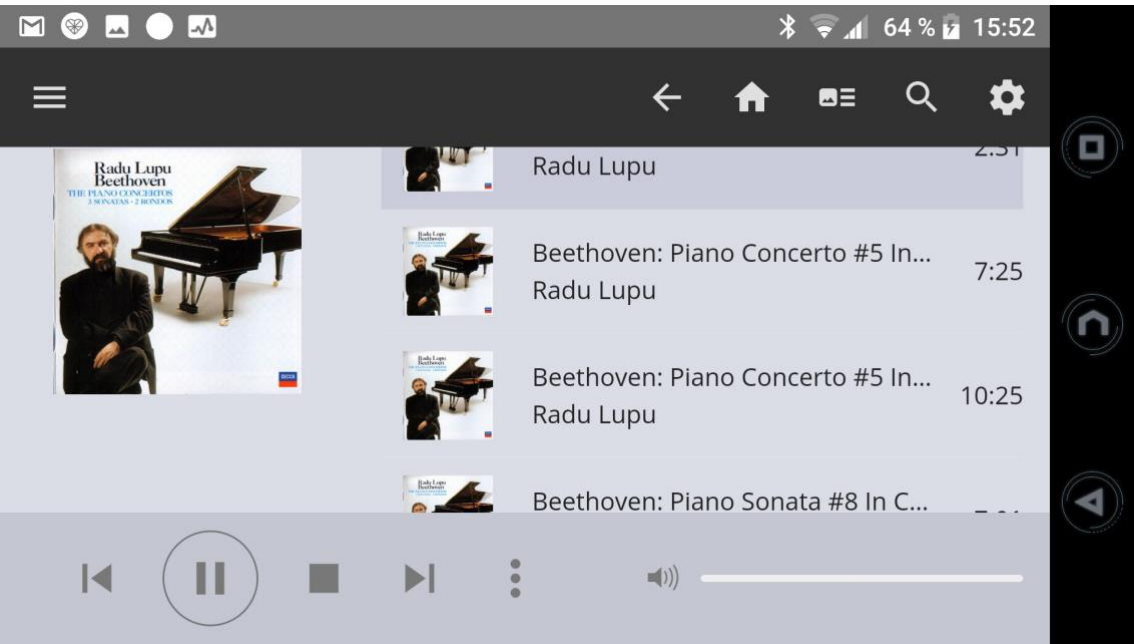 64 % 15:52
Radu Lupu
Beethoven
THE PIANO CONCERTOS
3 SONATAS · 2 RONDOS
DECCA
Radu Lupu
2:31
Beethoven: Piano Concerto #5 In...
Radu Lupu
7:25
Beethoven: Piano Concerto #5 In...
Radu Lupu
10:25
Beethoven: Piano Sonata #8 In C...